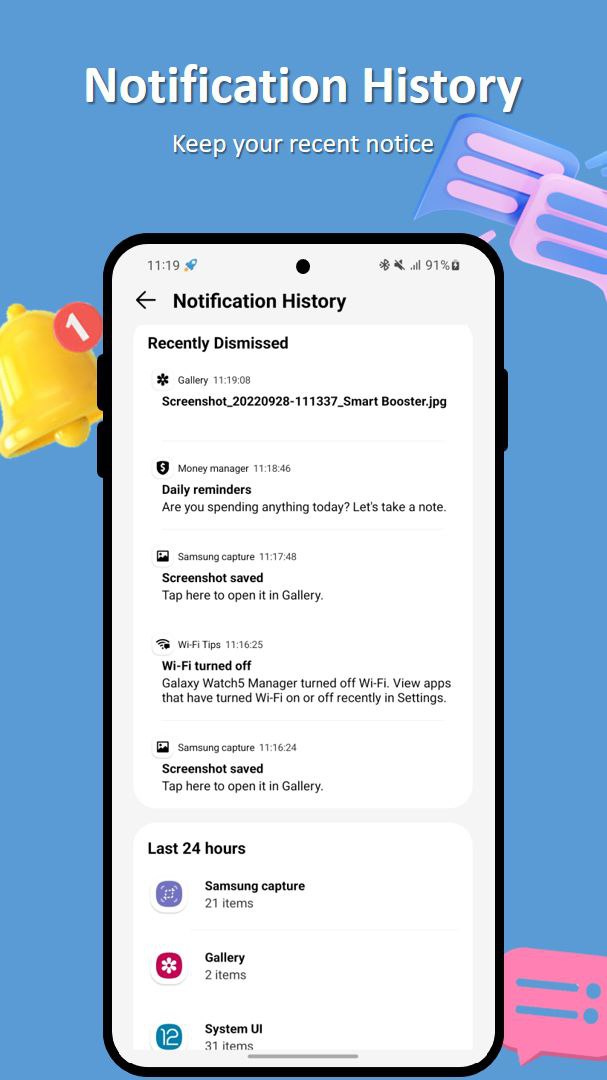 Notification History
Keep your recent notice
1
11:19 91%
Notification History
Recently Dismissed
Gallery 11:19:08
Screenshot_20220928-111337_Smart Booster.jpg
Money manager 11:18:46
Daily reminders
Are you spending anything today? Let's take a note.
Samsung capture 11:17:48
Screenshot saved
Tap here to open it in Gallery.
Wi-Fi Tips 11:16:25
Wi-Fi turned off
Galaxy Watch5 Manager turned off Wi-Fi. View apps
that have turned Wi-Fi on or off recently in Settings.
Samsung capture 11:16:24
Screenshot saved
Tap here to open it in Gallery.
Last 24 hours
Samsung capture
21 items
Gallery
2 items
12
System UI
31 items